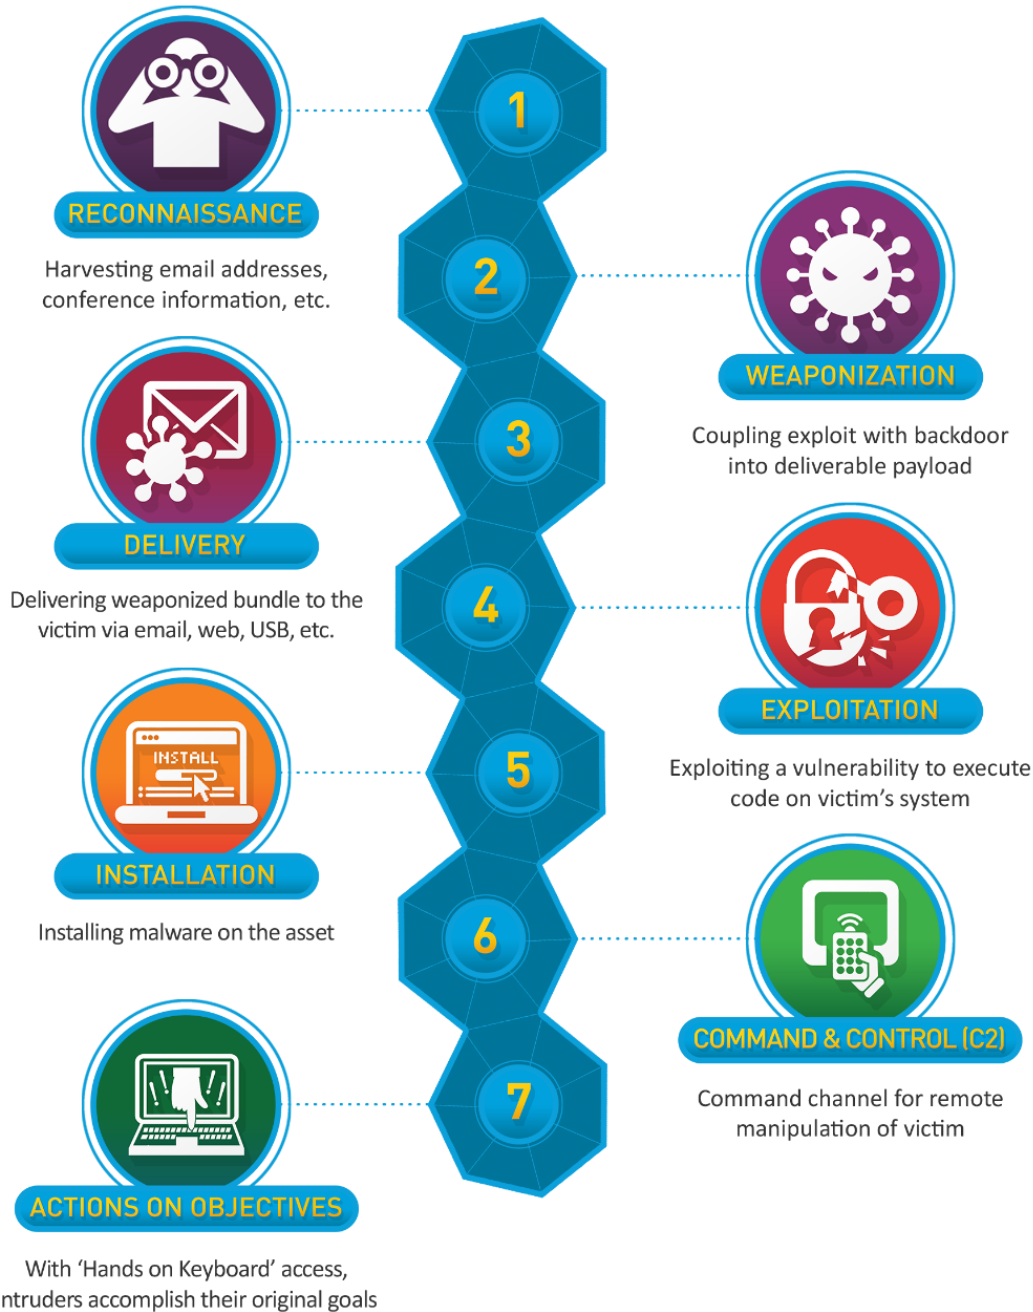 1
RECONNAISSANCE
Harvesting email addresses,
conference information, etc.
2
WEAPONIZATION
Coupling exploit with backdoor
into deliverable payload
3
DELIVERY
Delivering weaponized bundle to the
victim via email, web, USB, etc.
4
EXPLOITATION
Exploiting a vulnerability to execute
code on victim’s system
5
INSTALL
INSTALLATION
Installing malware on the asset
6
COMMAND & CONTROL (C2)
Command channel for remote
manipulation of victim
7
! ! ! !
ACTIONS ON OBJECTIVES
With ‘Hands on Keyboard’ access,
ntruders accomplish their original goals